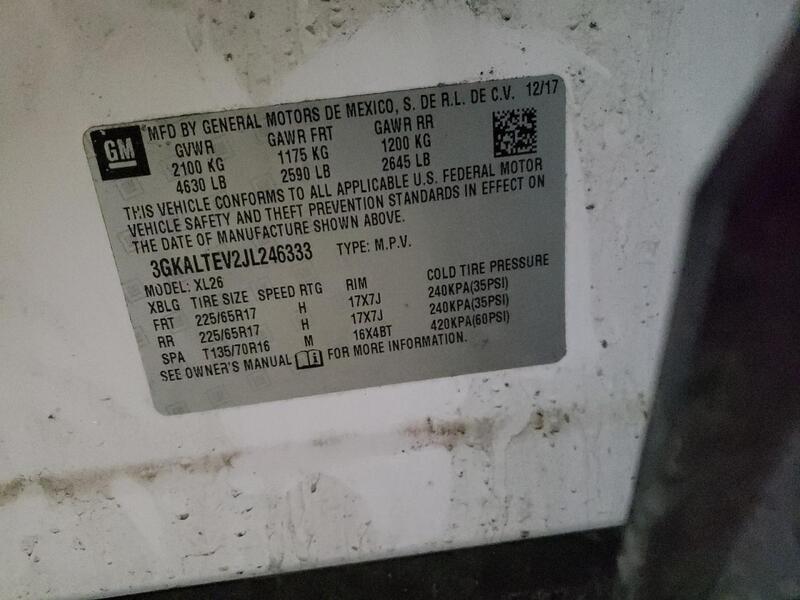 GM MFD BY GENERAL MOTORS DE MEXICO, S. DE R.L. DE C.V. 12/17
GVWR GAWR FRT GAWR RR
2100 KG 1175 KG 1200 KG
4630 LB 2590 LB 2645 LB
THIS VEHICLE CONFORMS TO ALL APPLICABLE U.S. FEDERAL MOTOR
VEHICLE SAFETY AND THEFT PREVENTION STANDARDS IN EFFECT ON
THE DATE OF MANUFACTURE SHOWN ABOVE.
3GKALTEV2JL246333 TYPE: M.P.V.
MODEL: XL26
XBLG TIRE SIZE SPEED RTG RIM COLD TIRE PRESSURE
FRT 225/65R17 H 17X7J 240KPA(35PSI)
RR 225/65R17 H 17X7J 240KPA(35PSI)
SPA T135/70R16 M 16X4BT 420KPA(60PSI)
SEE OWNER'S MANUAL FOR MORE INFORMATION.